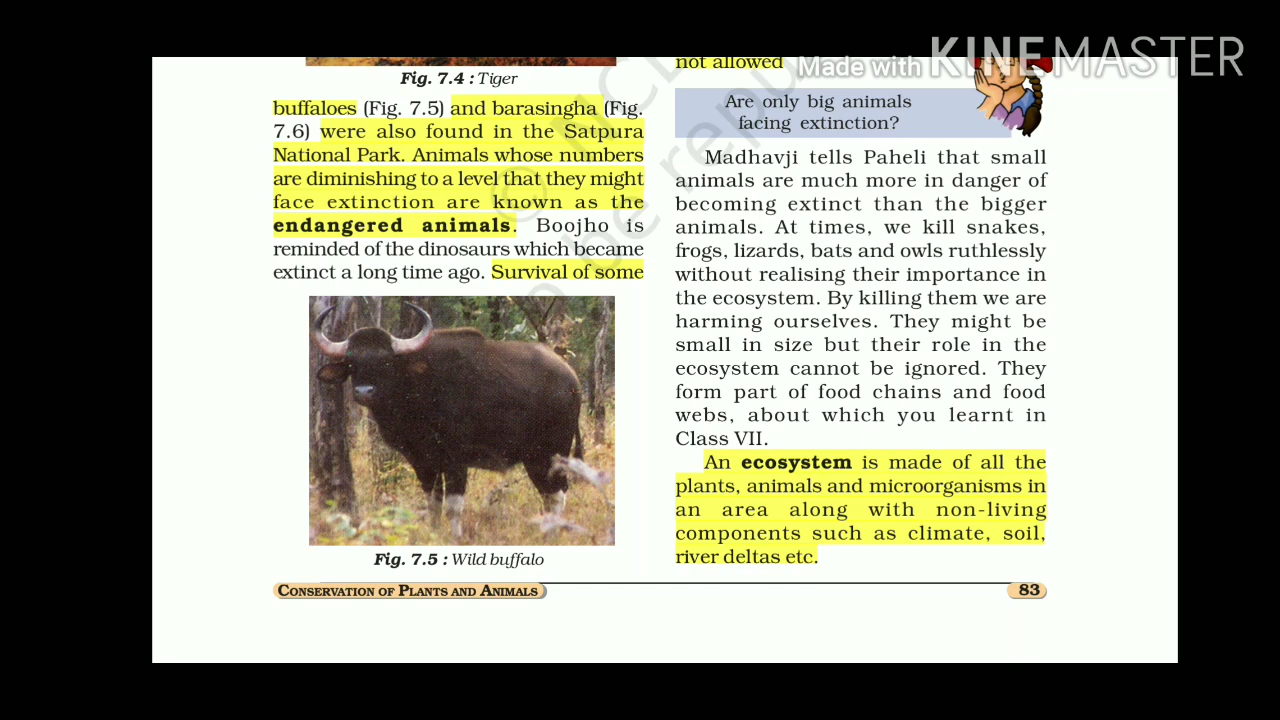 Made with KINEMASTER
Fig. 7.4 : Tiger
buffaloes (Fig. 7.5) and barasingha (Fig.
7.6) were also found in the Satpura
National Park. Animals whose numbers
are diminishing to a level that they might
face extinction are known as the
endangered animals. Boojho is
reminded of the dinosaurs which became
extinct a long time ago. Survival of some
Fig. 7.5 : Wild buffalo
not allowed
Are only big animals
facing extinction?
Madhavji tells Paheli that small
animals are much more in danger of
becoming extinct than the bigger
animals. At times, we kill snakes,
frogs, lizards, bats and owls ruthlessly
without realising their importance in
the ecosystem. By killing them we are
harming ourselves. They might be
small in size but their role in the
ecosystem cannot be ignored. They
form part of food chains and food
webs, about which you learnt in
Class VII.
An ecosystem is made of all the
plants, animals and microorganisms in
an area along with non-living
components such as climate, soil,
river deltas etc.
CONSERVATION OF PLANTS AND ANIMALS
83